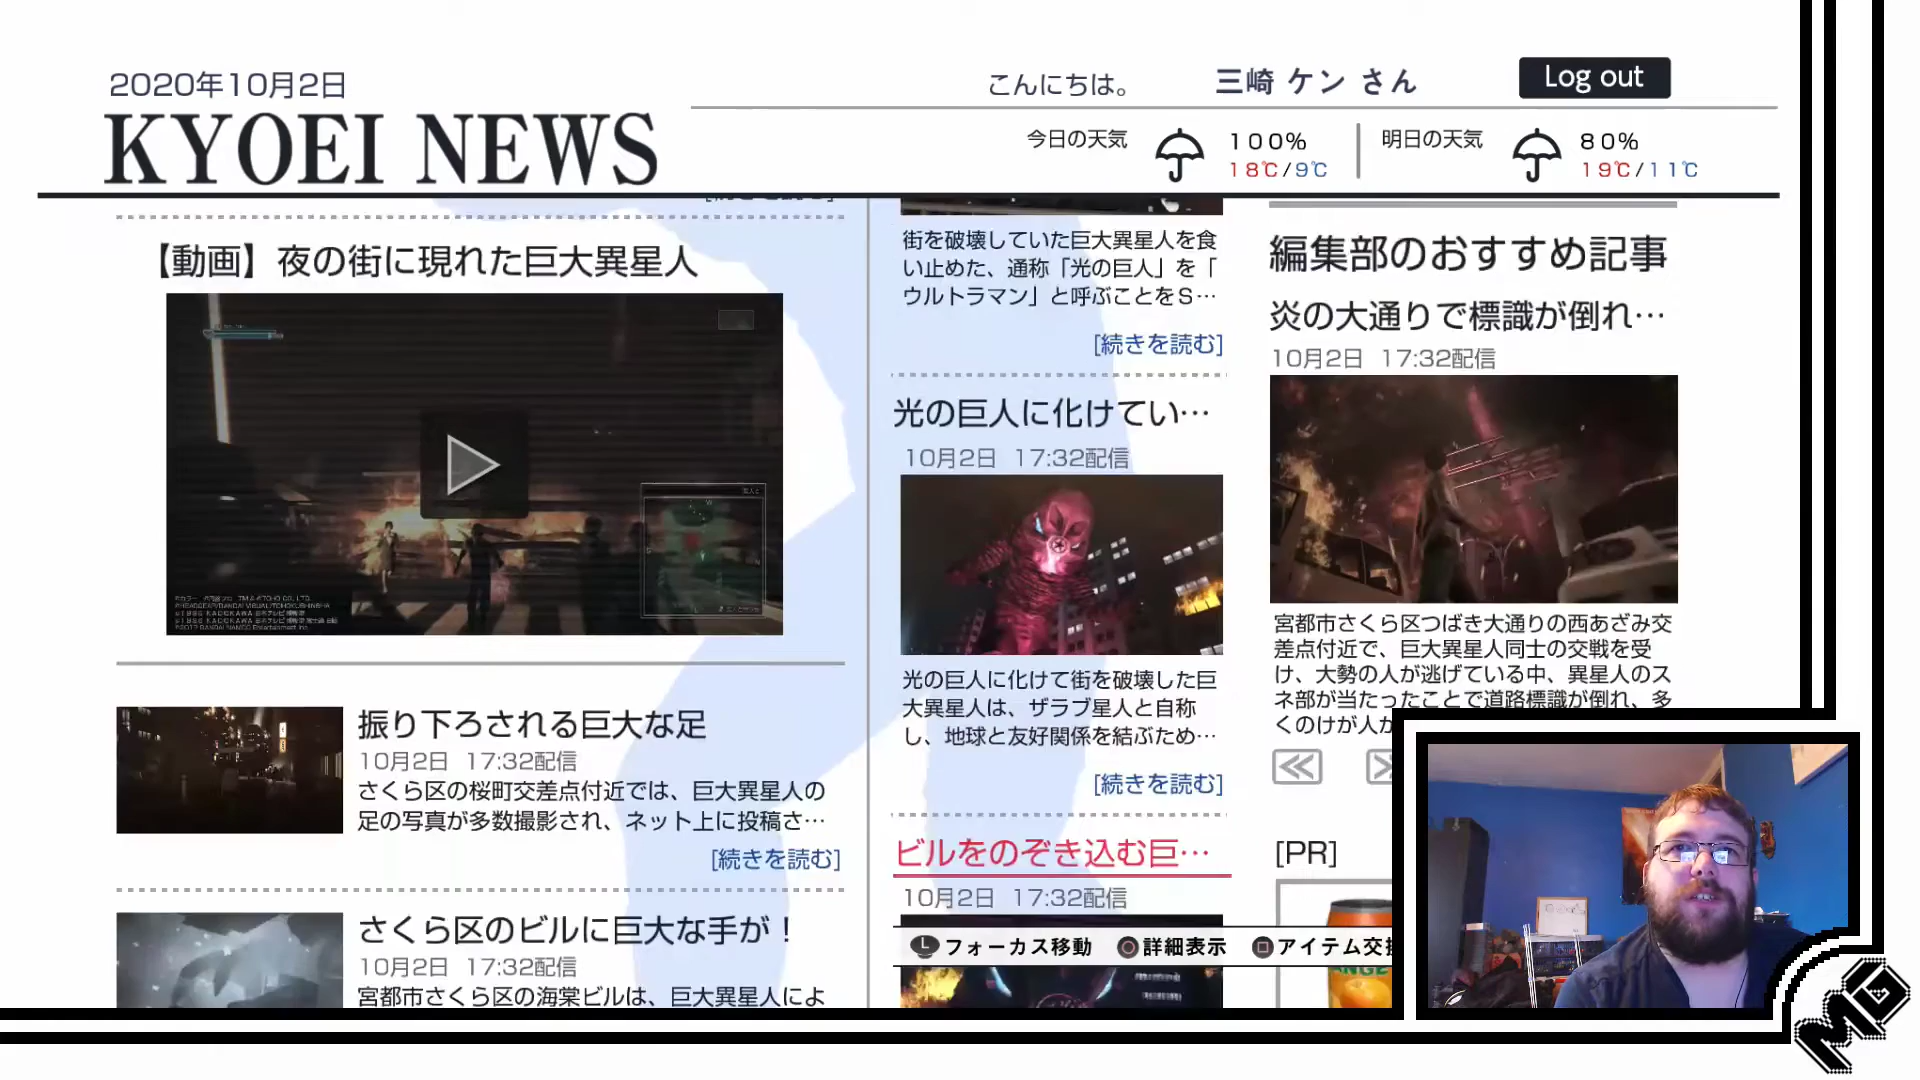 2020年10月2日
KYOEI NEWS
こんにちは。
三崎 ケン さん
Log out
今日の天気
100%
18℃/9℃
明日の天気
80%
19℃/11℃
[続きを読む]
【動画】夜の街に現れた巨大異星人
振り下ろされる巨大な足
10月2日 17:32配信
さくら区の桜町交差点付近では、巨大異星人の
足の写真が多数撮影され、ネット上に投稿さ…
[続きを読む]
さくら区のビルに巨大な手が！
10月2日 17:32配信
宮都市さくら区の海棠ビルは、巨大異星人によ
街を破壊していた巨大異星人を食
い止めた、通称「光の巨人」を「
ウルトラマン」と呼ぶことをS…
[続きを読む]
光の巨人に化けてい…
10月2日 17:32配信
光の巨人に化けて街を破壊した巨
大異星人は、ザラブ星人と自称
し、地球と友好関係を結ぶため…
[続きを読む]
ビルをのぞき込む巨…
10月2日 17:32配信
編集部のおすすめ記事
炎の大通りで標識が倒れ…
10月2日 17:32配信
宮都市さくら区つばき大通りの西あざみ交
差点付近で、巨大異星人同士の交戦を受
け、大勢の人が逃げている中、異星人のス
ネ部が当たったことで道路標識が倒れ、多
くのけが人が
[PR]
L フォーカス移動 詳細表示 アイテム交換
MG